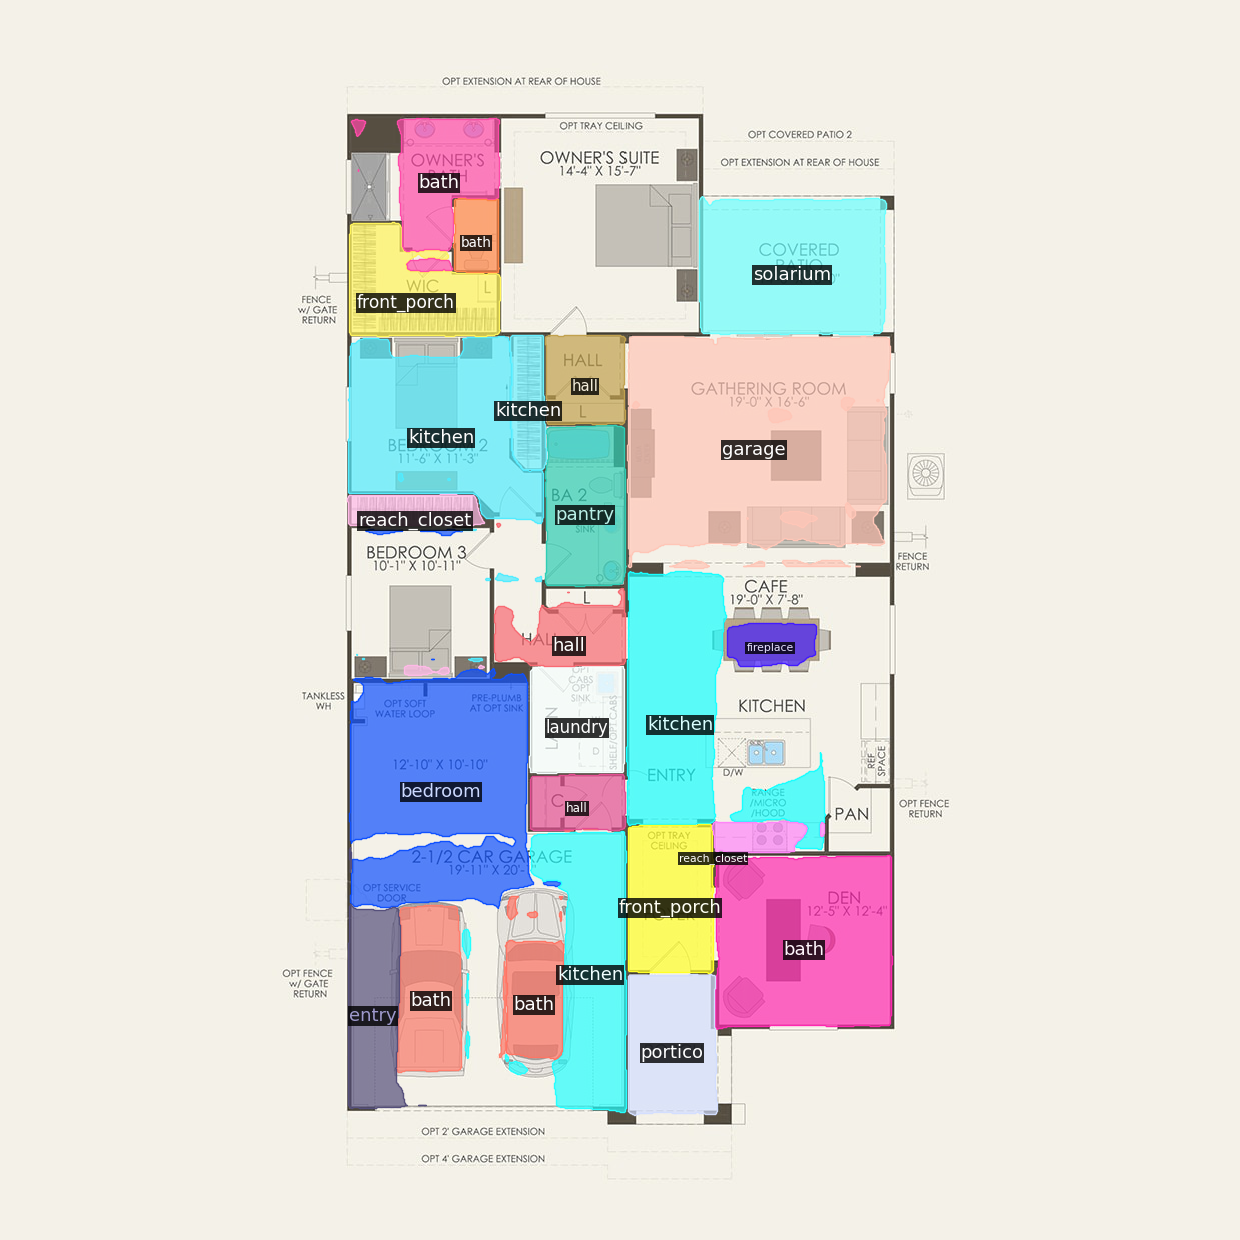 OPT EXTENSION AT REAR OF HOUSE
OPT TRAY CEILING
OPT COVERED PATIO 2
OWNER'S
bath
OWNER'S SUITE
14'-4" X 15'-7"
OPT EXTENSION AT REAR OF HOUSE
bath
COVERED
solarium
WIC
L
front_porch
FENCE
w/ GATE
RETURN
HALL
hall
L
kitchen
kitchen
BEDROOM 2
11'-6" X 11'-3"
GATHERING ROOM
19'-0" X 16'-6"
garage
reach_closet
BA 2
pantry
SINK
BEDROOM 3
10'-1" X 10'-11"
FENCE
RETURN
CAFE
19'-0" X 7'-8"
L
HALL
hall
fireplace
TANKLESS
WH
OPT SOFT
WATER LOOP
PRE-PLUMB
AT OPT SINK
OPT
CABS
OPT
SINK
SHELF/OPT CABS
laundry
D
KITCHEN
kitchen
12'-10" X 10'-10"
bedroom
ENTRY
D/W
REF
SPACE
RANGE
/MICRO
/HOOD
PAN
OPT FENCE
RETURN
C
hall
OPT TRAY
CEILING
reach_closet
2-1/2 CAR GARAGE
OPT SERVICE
DOOR
front_porch
DEN
12'-5" X 12'-4"
bath
OPT FENCE
w/ GATE
RETURN
kitchen
entry
bath
bath
portico
OPT 2' GARAGE EXTENSION
OPT 4' GARAGE EXTENSION